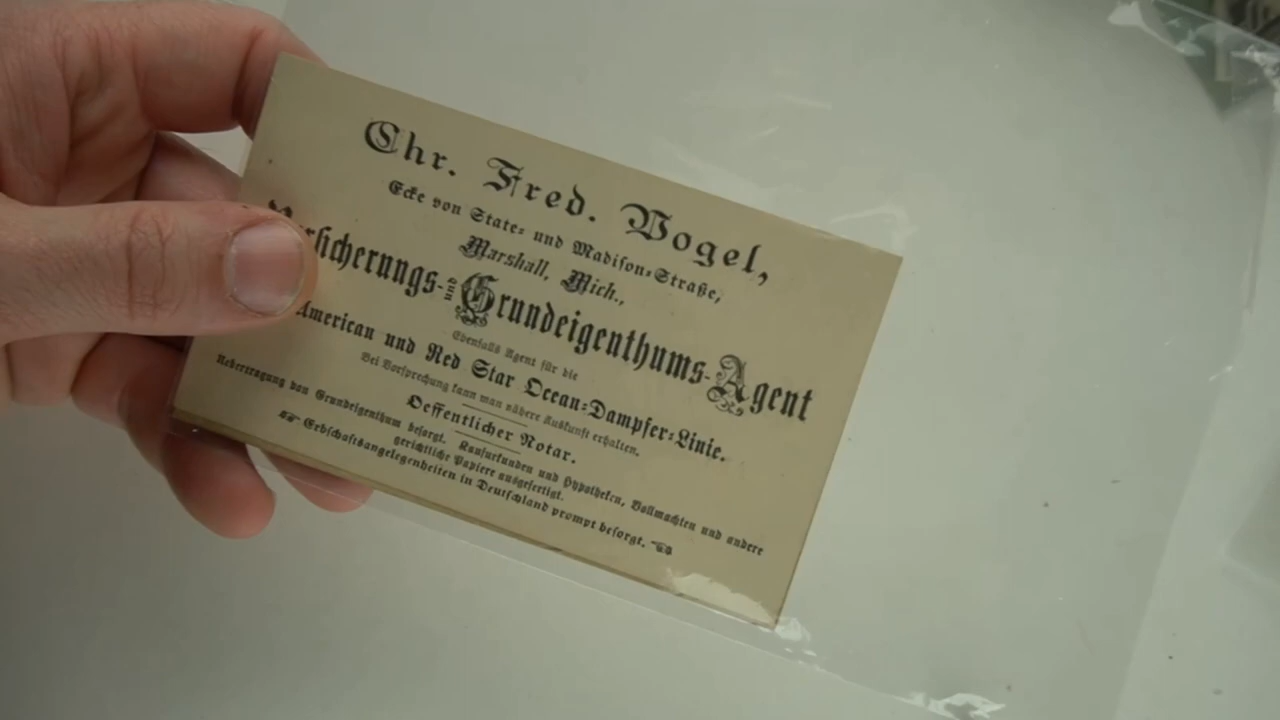 Chr. Fred. Vogel,
Ecke von State- und Madison-Straße,
Marshall, Mich.,
Versicherungs- und Grundeigenthums-Agent
Ebenfalls Agent für die
American und Red Star Ocean-Dampfer-Linie.
Bei Vorsprechung kann man nähere Auskunft erhalten.
Oeffentlicher Notar.
Uebertragung von Grundeigenthum besorgt. Kaufurkunden und Hypotheken, Vollmachten und andere
gerichtliche Papiere ausgefertigt.
Erbschaftsangelegenheiten in Deutschland prompt besorgt.